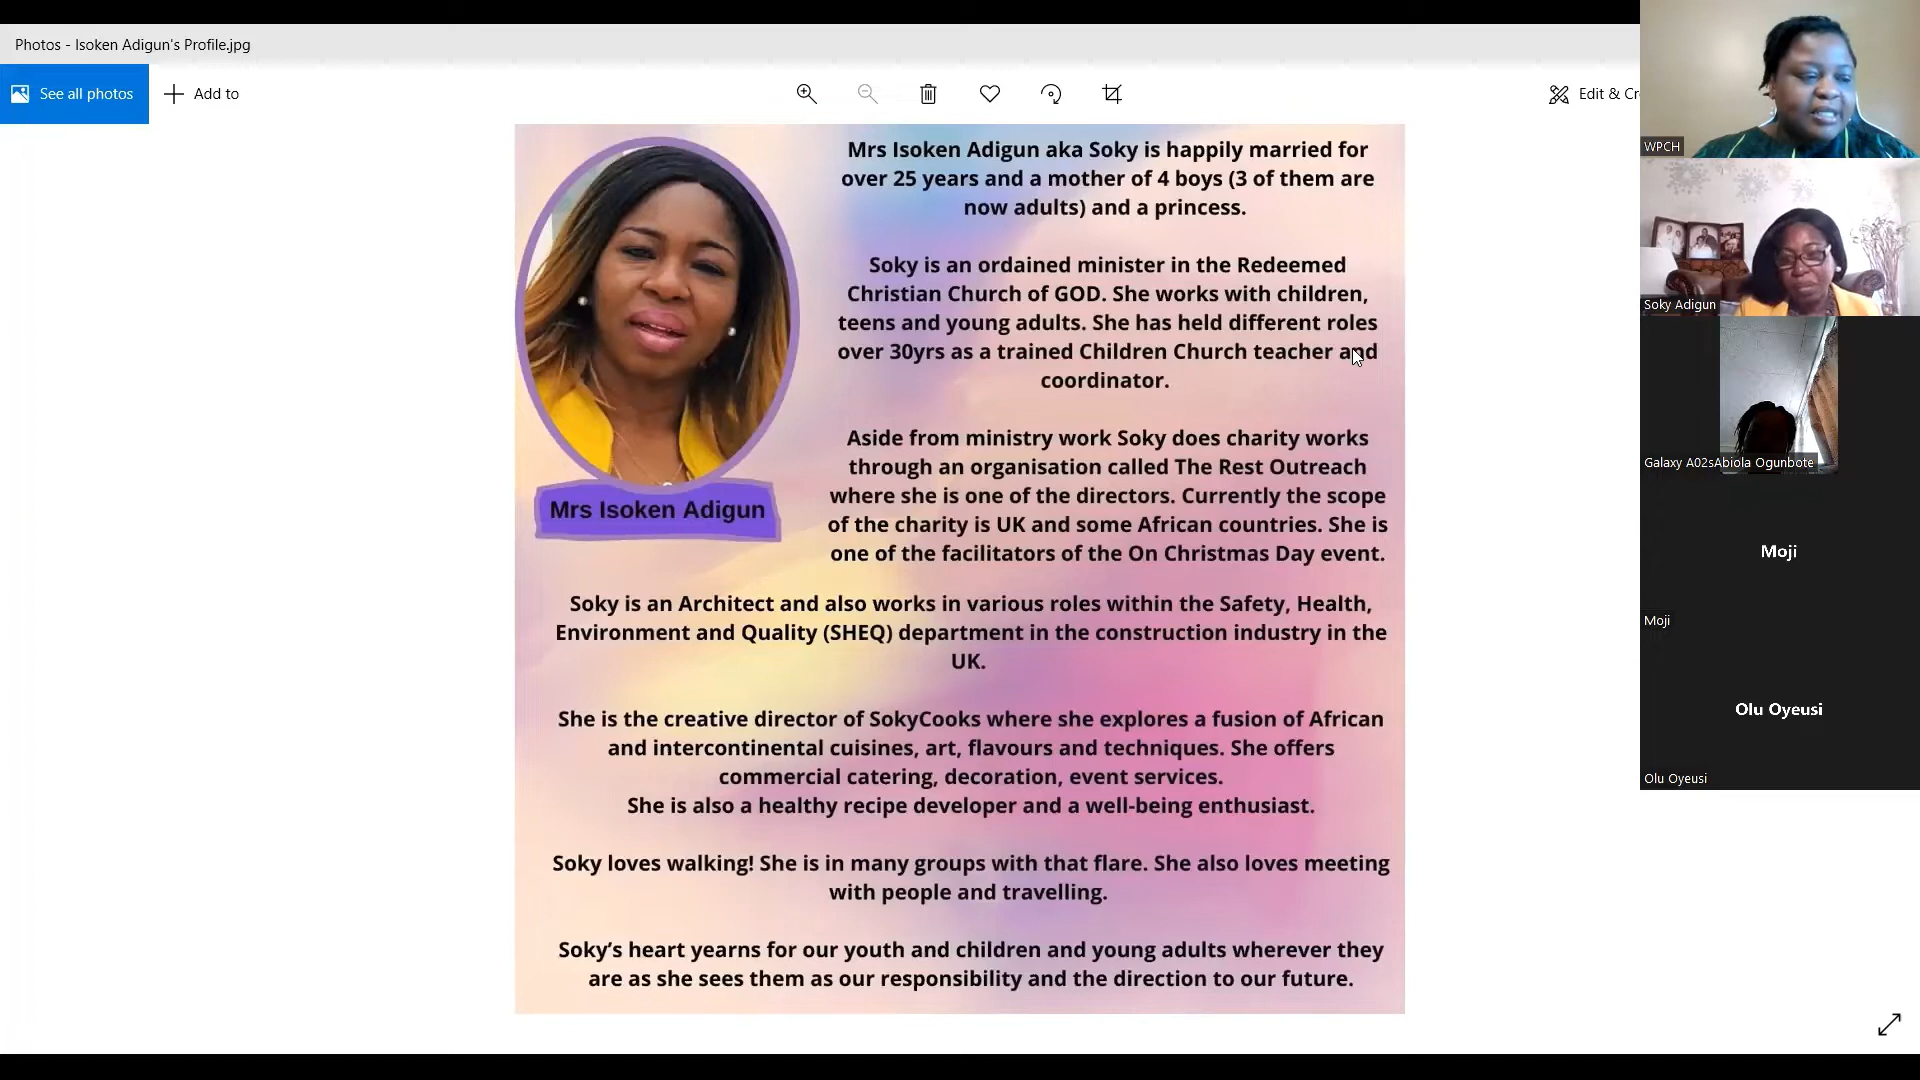 Photos - Isoken Adigun's Profile.jpg
See all photos
Add to
Edit & Cr
Mrs Isoken Adigun aka Soky is happily married for
over 25 years and a mother of 4 boys (3 of them are
now adults) and a princess.
Soky is an ordained minister in the Redeemed
Christian Church of GOD. She works with children,
teens and young adults. She has held different roles
over 30yrs as a trained Children Church teacher and
coordinator.
Aside from ministry work Soky does charity works
through an organisation called The Rest Outreach
where she is one of the directors. Currently the scope
of the charity is UK and some African countries. She is
one of the facilitators of the On Christmas Day event.
Mrs Isoken Adigun
Soky is an Architect and also works in various roles within the Safety, Health,
Environment and Quality (SHEQ) department in the construction industry in the
UK.
She is the creative director of SokyCooks where she explores a fusion of African
and intercontinental cuisines, art, flavours and techniques. She offers
commercial catering, decoration, event services.
She is also a healthy recipe developer and a well-being enthusiast.
Soky loves walking! She is in many groups with that flare. She also loves meeting
with people and travelling.
Soky’s heart yearns for our youth and children and young adults wherever they
are as she sees them as our responsibility and the direction to our future.
WPCH
Soky Adigun
Galaxy A02sAbiola Ogunbote
Moji
Moji
Olu Oyeusi
Olu Oyeusi